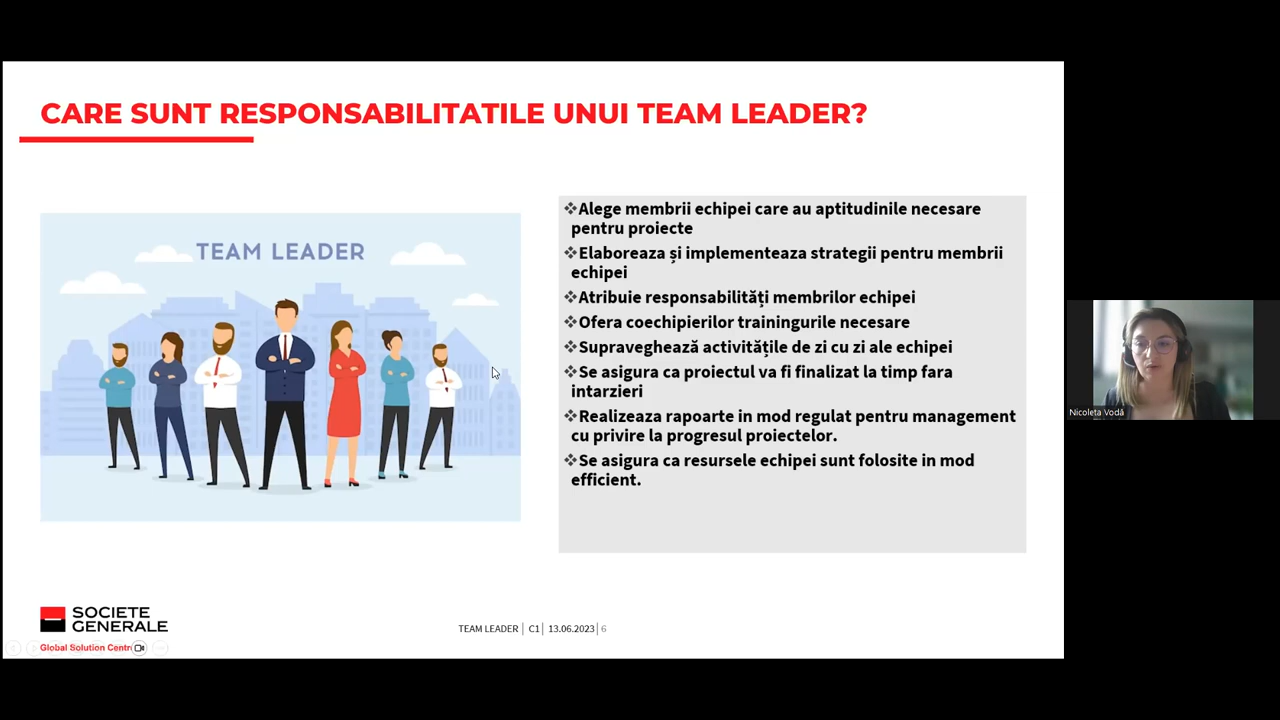 CARE SUNT RESPONSABILITATILE UNUI TEAM LEADER?
TEAM LEADER
❖Alege membrii echipei care au aptitudinile necesare
pentru proiecte
❖Elaboreaza și implementeaza strategii pentru membrii
echipei
❖Atribuie responsabilități membrilor echipei
❖Ofera coechipierilor trainingurile necesare
❖Supraveghează activitățile de zi cu zi ale echipei
❖Se asigura ca proiectul va fi finalizat la timp fara
intarzieri
❖Realizeaza rapoarte in mod regulat pentru management
cu privire la progresul proiectelor.
❖Se asigura ca resursele echipei sunt folosite in mod
efficient.
Nicoleta Vodă
SOCIETE
GENERALE
Global Solution Centr
TEAM LEADER | C1 | 13.06.2023 | 6